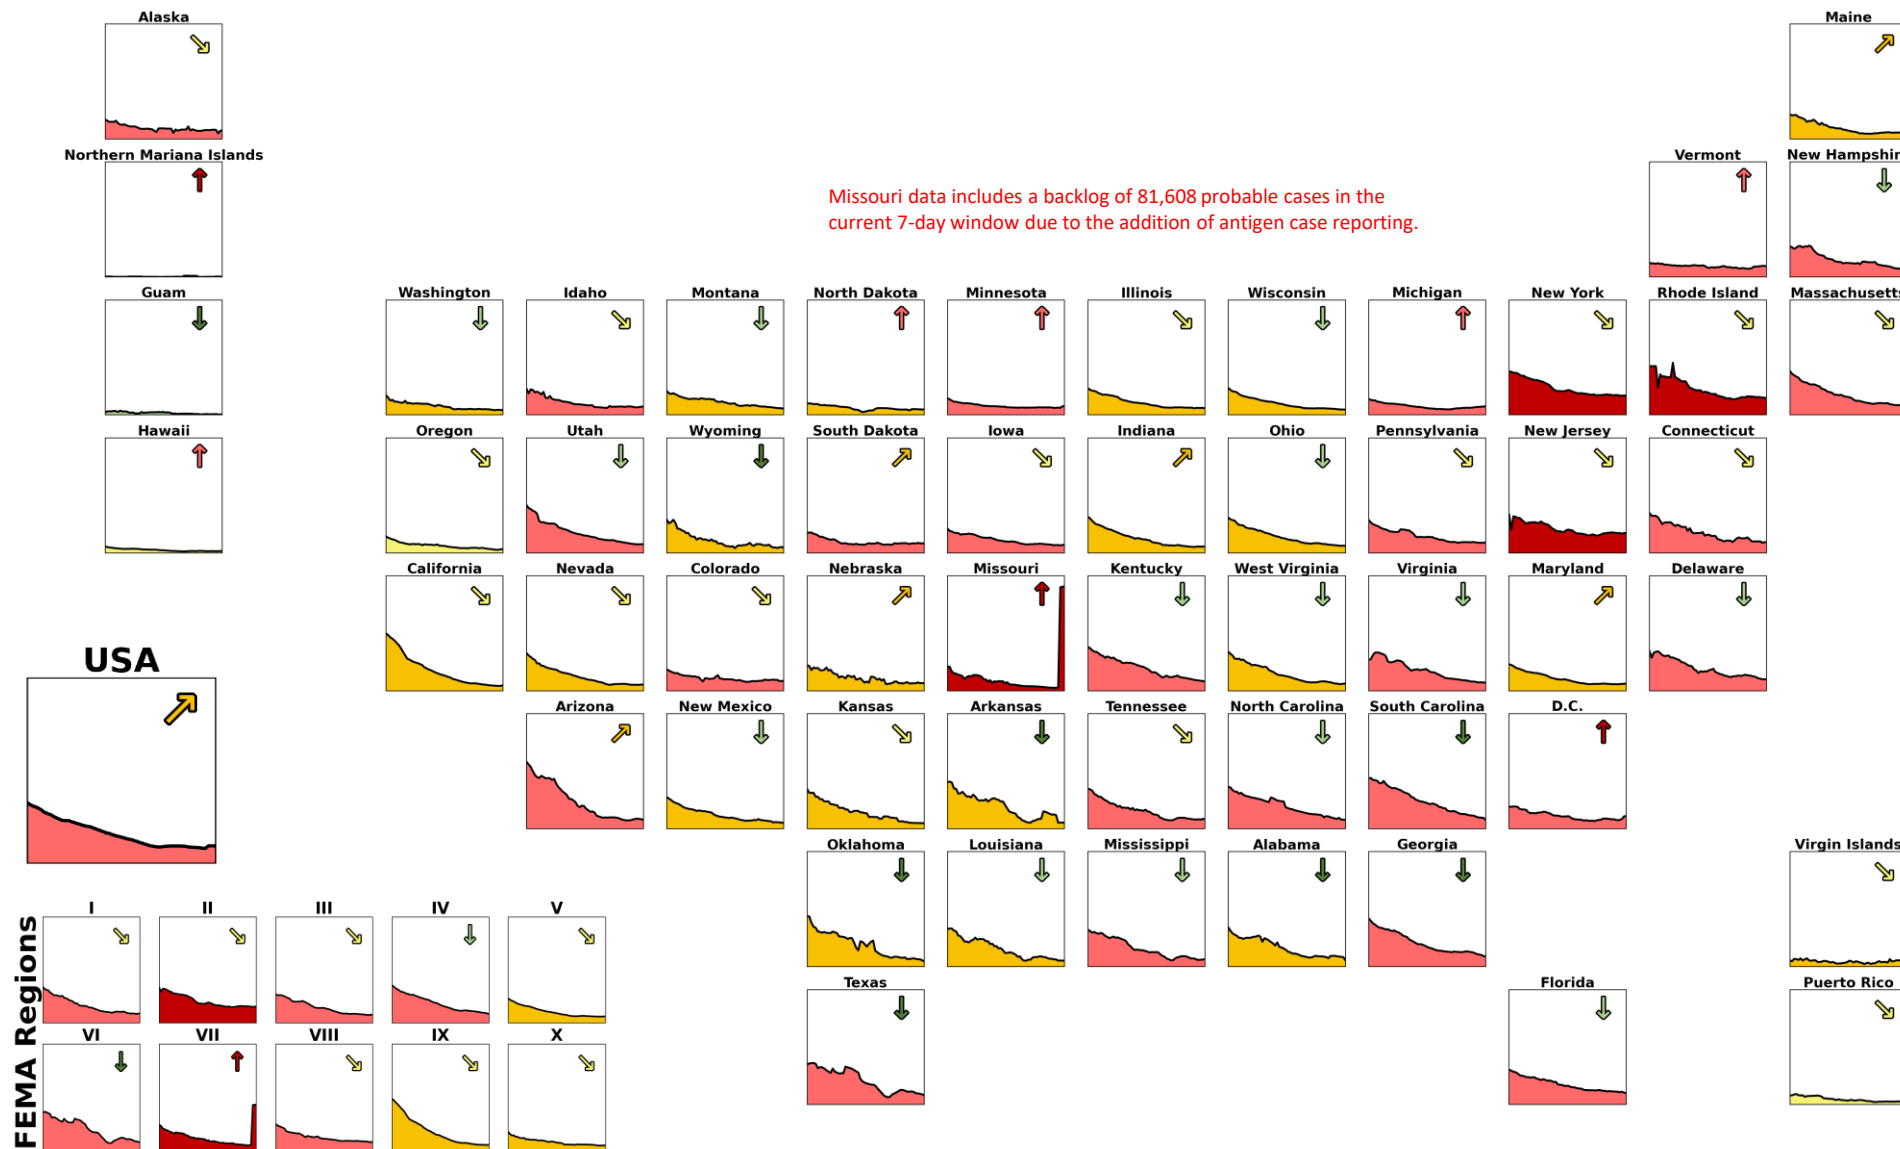 Alaska
Maine
Northern Mariana Islands
Vermont
New Hampshir
Missouri data includes a backlog of 81,608 probable cases in the
current 7-day window due to the addition of antigen case reporting.
Guam
Washington
Idaho
Montana
North Dakota
Minnesota
Illinois
Wisconsin
Michigan
New York
Rhode Island
Massachusetts
Hawaii
Oregon
Utah
Wyoming
South Dakota
Iowa
Indiana
Ohio
Pennsylvania
New Jersey
Connecticut
California
Nevada
Colorado
Nebraska
Missouri
Kentucky
West Virginia
Virginia
Maryland
Delaware
USA
Arizona
New Mexico
Kansas
Arkansas
Tennessee
North Carolina
South Carolina
D.C.
Oklahoma
Louisiana
Mississippi
Alabama
Georgia
Virgin Islands
Texas
Florida
Puerto Rico
FEMA Regions
I
II
III
IV
V
VI
VII
VIII
IX
X